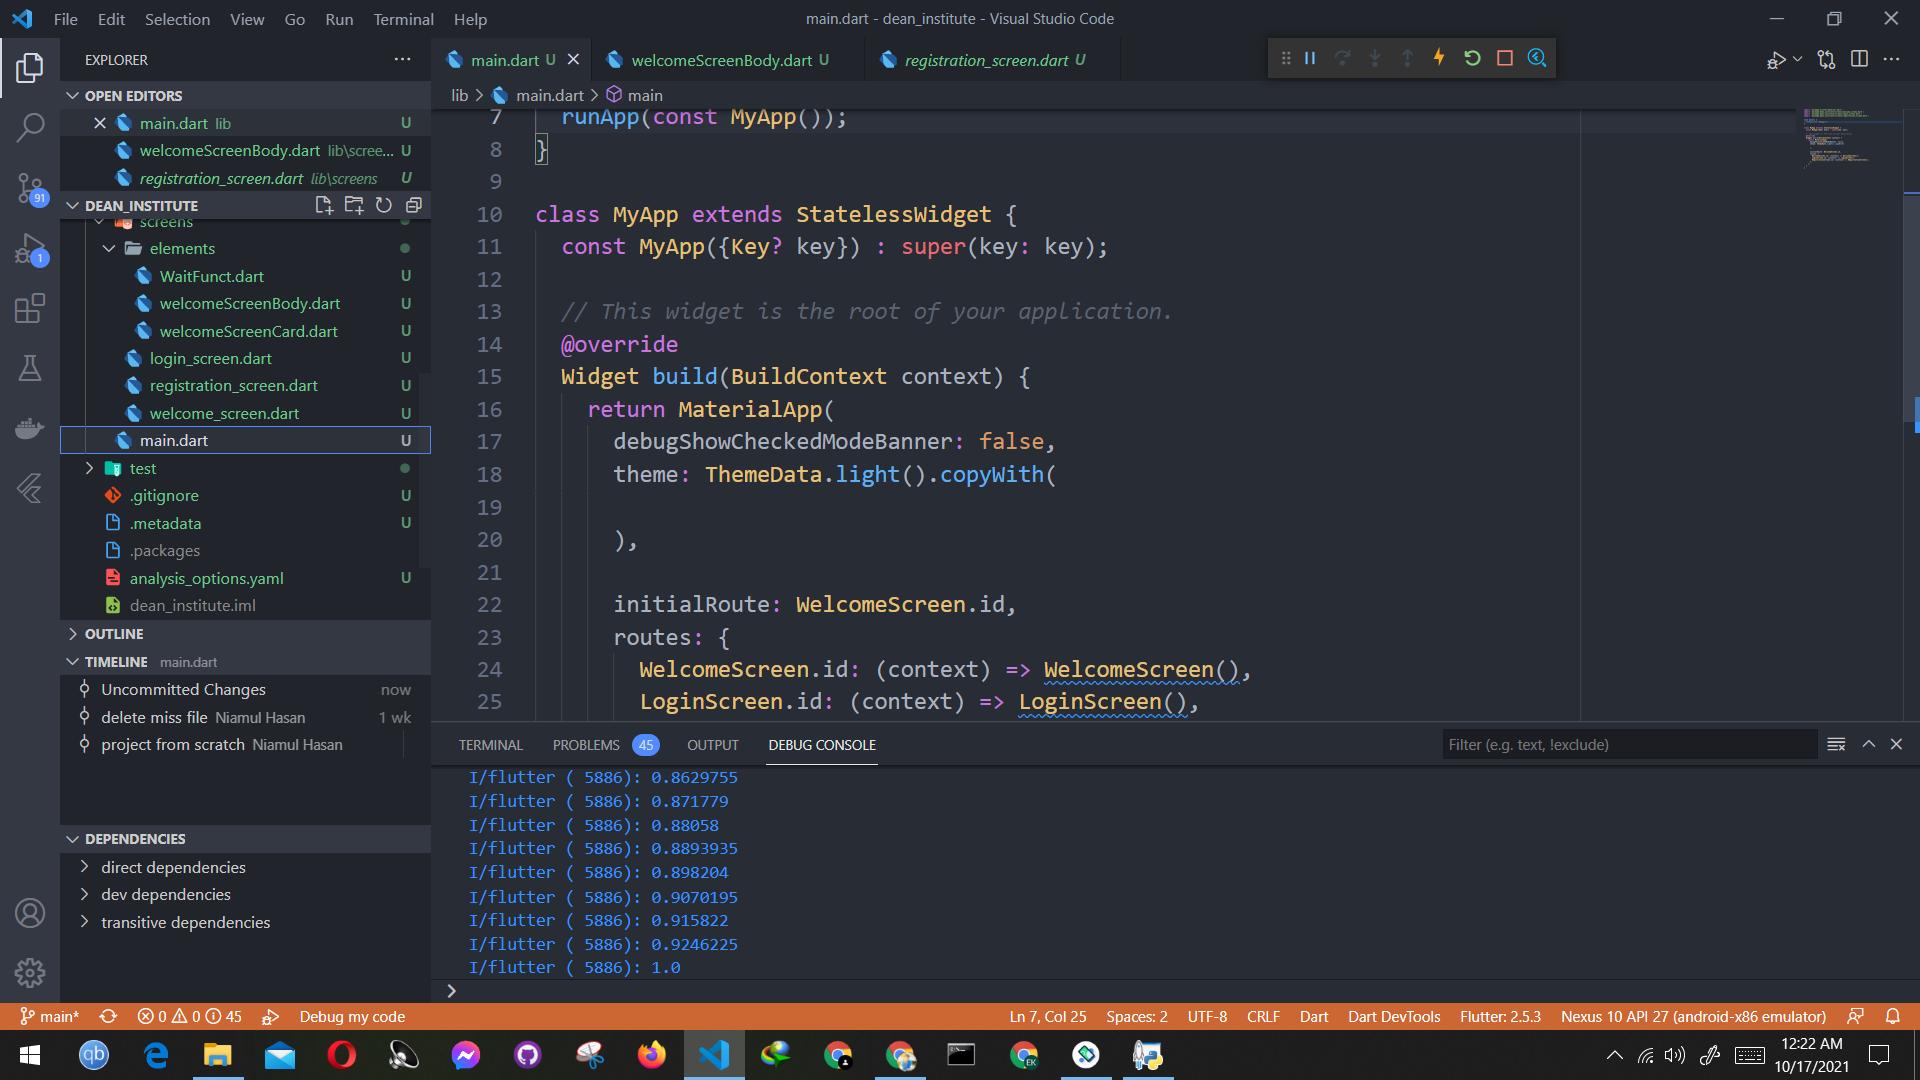 File Edit Selection View Go Run Terminal Help
main.dart - dean_institute - Visual Studio Code
EXPLORER
OPEN EDITORS
main.dart lib U
welcomeScreenBody.dart lib\scree... U
registration_screen.dart lib\screens U
DEAN_INSTITUTE
screens
elements
WaitFunct.dart U
welcomeScreenBody.dart U
welcomeScreenCard.dart U
login_screen.dart U
registration_screen.dart U
welcome_screen.dart U
main.dart U
test
.gitignore U
.metadata U
.packages
analysis_options.yaml U
dean_institute.iml
OUTLINE
TIMELINE main.dart
Uncommitted Changes now
delete miss file Niamul Hasan 1 wk
project from scratch Niamul Hasan
DEPENDENCIES
direct dependencies
dev dependencies
transitive dependencies
91
1
main.dart U
welcomeScreenBody.dart U
registration_screen.dart U
lib > main.dart > main
7 runApp(const MyApp());
8 }
9
10 class MyApp extends StatelessWidget {
11 const MyApp({Key? key}) : super(key: key);
12
13 // This widget is the root of your application.
14 @override
15 Widget build(BuildContext context) {
16 return MaterialApp(
17 debugShowCheckedModeBanner: false,
18 theme: ThemeData.light().copyWith(
19
20 ),
21
22 initialRoute: WelcomeScreen.id,
23 routes: {
24 WelcomeScreen.id: (context) => WelcomeScreen(),
25 LoginScreen.id: (context) => LoginScreen(),
TERMINAL PROBLEMS 45 OUTPUT DEBUG CONSOLE
Filter (e.g. text, !exclude)
I/flutter ( 5886): 0.8629755
I/flutter ( 5886): 0.871779
I/flutter ( 5886): 0.88058
I/flutter ( 5886): 0.8893935
I/flutter ( 5886): 0.898204
I/flutter ( 5886): 0.9070195
I/flutter ( 5886): 0.915822
I/flutter ( 5886): 0.9246225
I/flutter ( 5886): 1.0
main* 0 0 45 Debug my code
Ln 7, Col 25 Spaces: 2 UTF-8 CRLF Dart Dart DevTools Flutter: 2.5.3 Nexus 10 API 27 (android-x86 emulator)
qb
EK
12:22 AM
10/17/2021